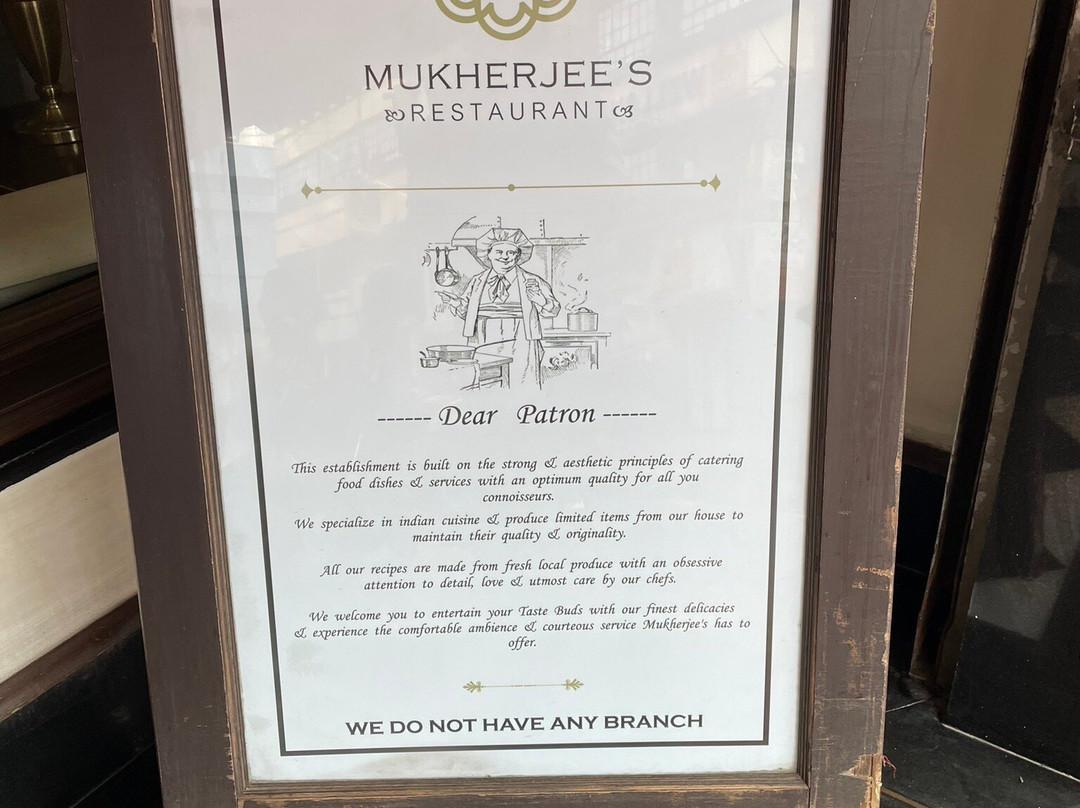 MUKHERJEE'S
RESTAURANT
------ Dear Patron ------
This establishment is built on the strong & aesthetic principles of catering
food dishes & services with an optimum quality for all you
connoisseurs.
We specialize in indian cuisine & produce limited items from our house to
maintain their quality & originality.
All our recipes are made from fresh local produce with an obsessive
attention to detail, love & utmost care by our chefs.
We welcome you to entertain your Taste Buds with our finest delicacies
& experience the comfortable ambience & courteous service Mukherjee's has to
offer.
WE DO NOT HAVE ANY BRANCH